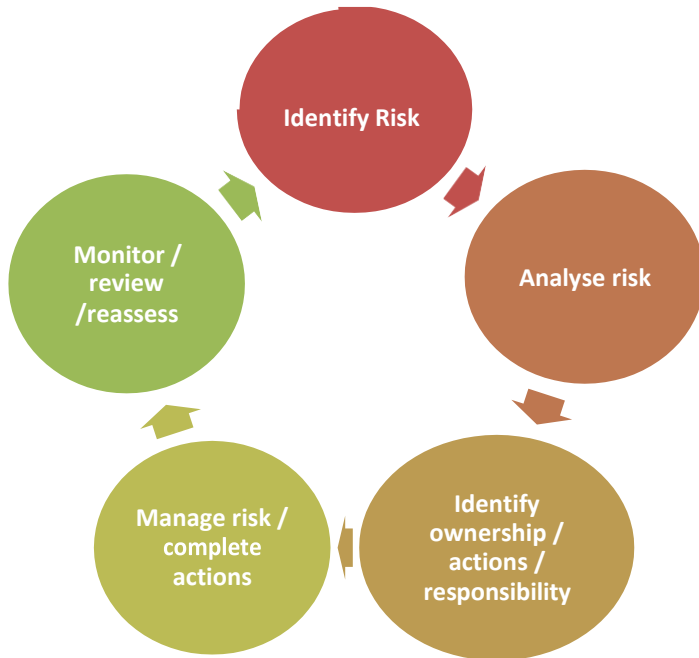 Identify Risk
Analyse risk
Identify
ownership /
actions /
responsibility
Manage risk /
complete
actions
Monitor /
review
/reassess